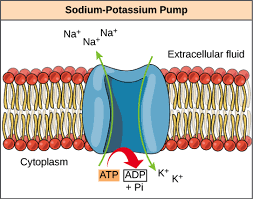 Sodium-Potassium Pump
Na⁺ Na⁺
Na⁺
Extracellular fluid
Cytoplasm
ATP ADP
+ Pi
K⁺
K⁺